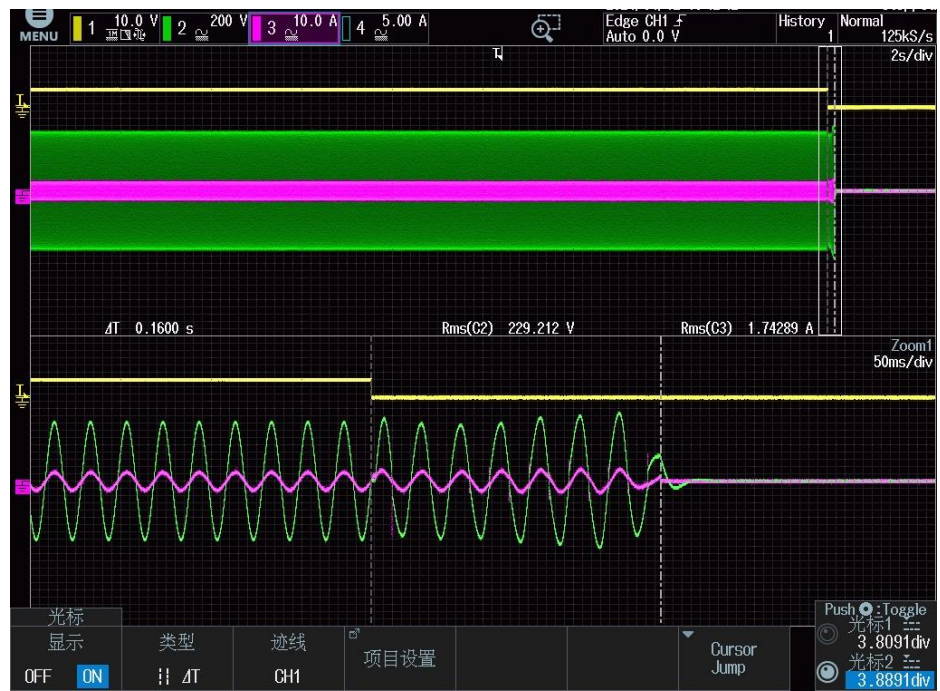 MENU
1 10.0 V
2 200 V
3 10.0 A
4 5.00 A
Edge CH1
Auto 0.0 V
History
1
Normal
125kS/s
2s/div
ΔT 0.1600 s
Rms(C2) 229.212 V
Rms(C3) 1.74289 A
Zoom1
50ms/div
光标
显示
OFF ON
类型
ΔT
迹线
CH1
项目设置
Cursor
Jump
Push :Toggle
光标1
3.8091div
光标2
3.8891div